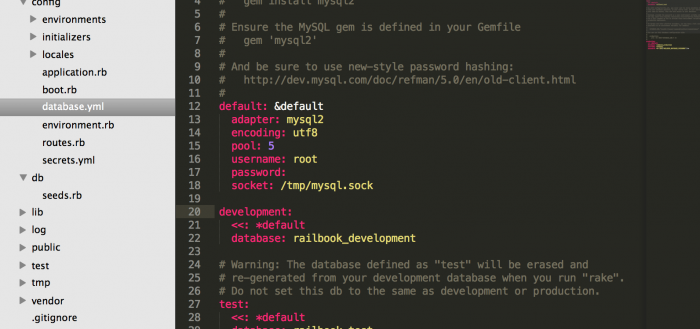 config
environments
initializers
locales
application.rb
boot.rb
database.yml
environment.rb
routes.rb
secrets.yml
db
seeds.rb
lib
log
public
test
tmp
vendor
.gitignore
4 #   gem install mysql2
5 #
6 # Ensure the MySQL gem is defined in your Gemfile
7 #   gem 'mysql2'
8 #
9 # And be sure to use new-style password hashing:
10 #   http://dev.mysql.com/doc/refman/5.0/en/old-client.html
11 #
12 default: &default
13   adapter: mysql2
14   encoding: utf8
15   pool: 5
16   username: root
17   password:
18   socket: /tmp/mysql.sock
19
20 development:
21   <<: *default
22   database: railbook_development
23
24 # Warning: The database defined as "test" will be erased and
25 # re-generated from your development database when you run "rake".
26 # Do not set this db to the same as development or production.
27 test:
28   <<: *default
29   database: railbook_test